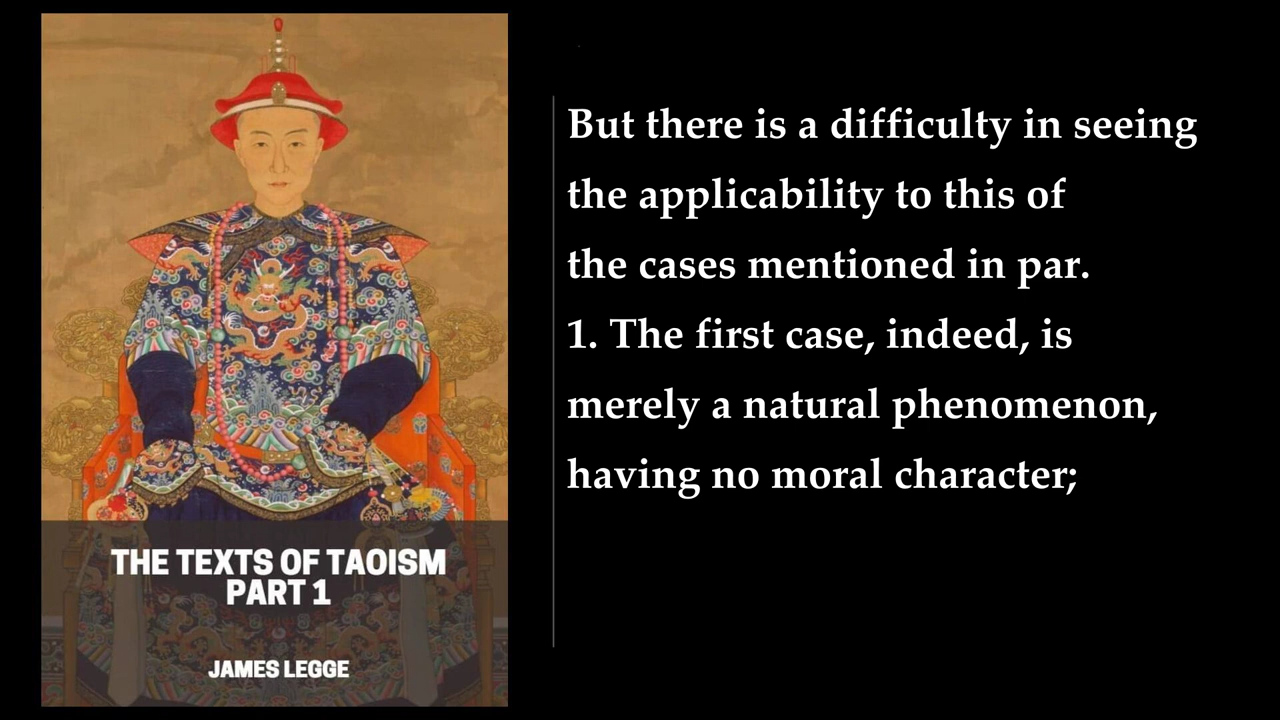 But there is a difficulty in seeing
the applicability to this of
the cases mentioned in par.
1. The first case, indeed, is
merely a natural phenomenon,
having no moral character;
THE TEXTS OF TAOISM
PART 1
JAMES LEGGE